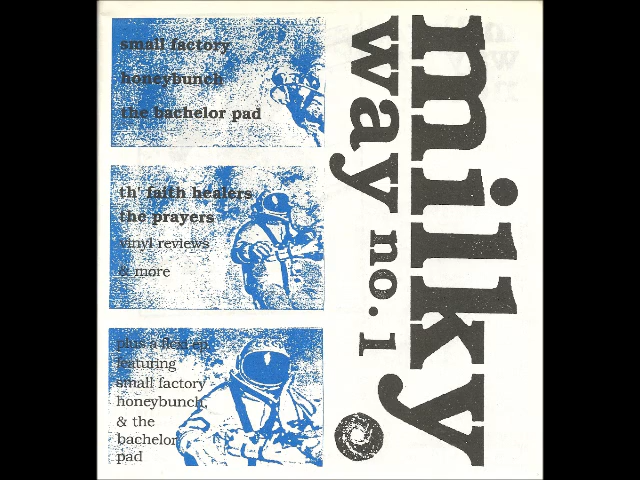 small factory
honeybunch
the bachelor pad
th' faith healers
the prayers
vinyl reviews
& more
plus a flexi ep
featuring
small factory
honeybunch,
& the
bachelor
pad
milky
way no. 1